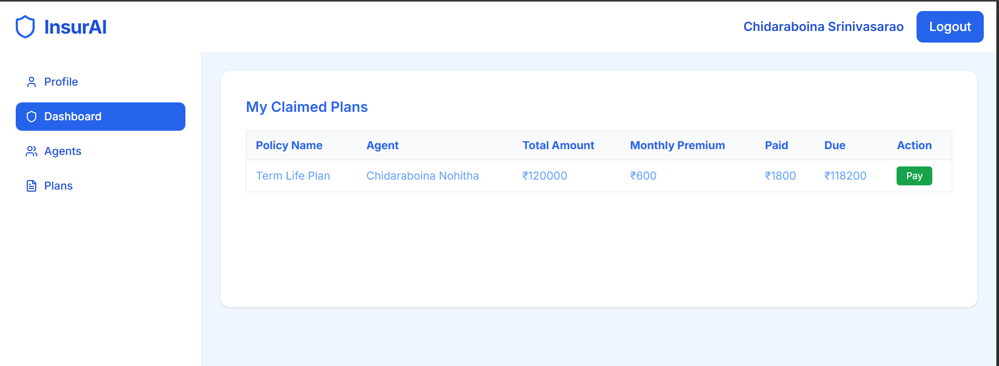 InsurAI
Chidaraboina Srinivasarao
Logout
Profile
Dashboard
Agents
Plans
My Claimed Plans
Policy Name Agent Total Amount Monthly Premium Paid Due Action
Term Life Plan Chidaraboina Nohitha ₹120000 ₹600 ₹1800 ₹118200 Pay